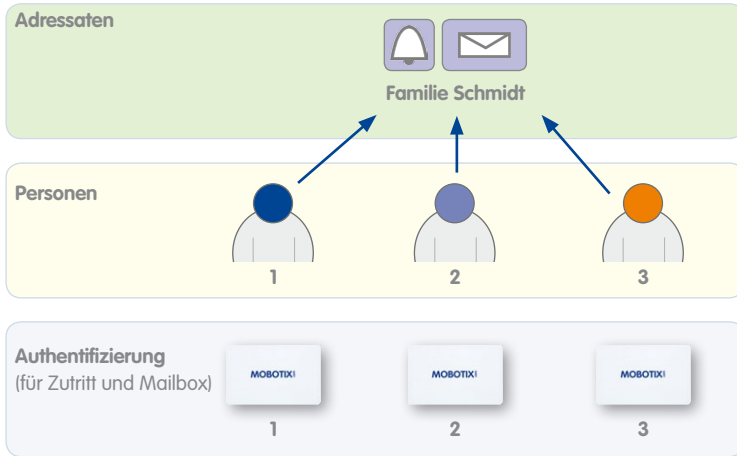 Adressaten
Familie Schmidt
Personen
1 2 3
Authentifizierung
(für Zutritt und Mailbox)
MOBOTIX MOBOTIX MOBOTIX
1 2 3